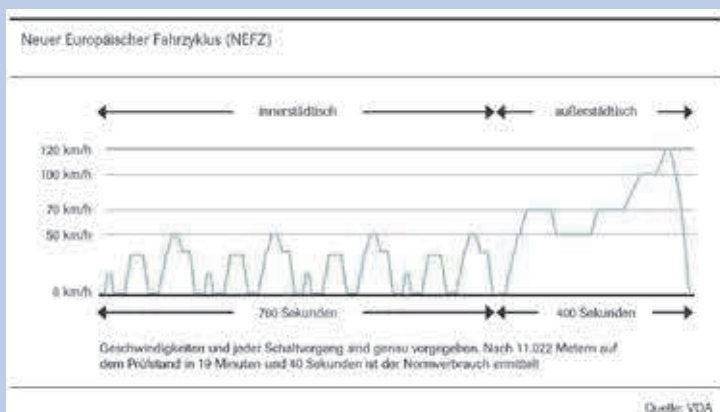 Neuer Europäischer Fahrzyklus (NEFZ)
innerstädtisch
außerstädtisch
120 km/h
100 km/h
70 km/h
50 km/h
0 km/h
780 Sekunden
400 Sekunden
Geschwindigkeiten und jeder Schaltvorgang sind genau vorgegeben. Nach 11.022 Metern auf
dem Prüfstand in 19 Minuten und 40 Sekunden ist der Normverbrauch ermittelt
Quelle: VDA